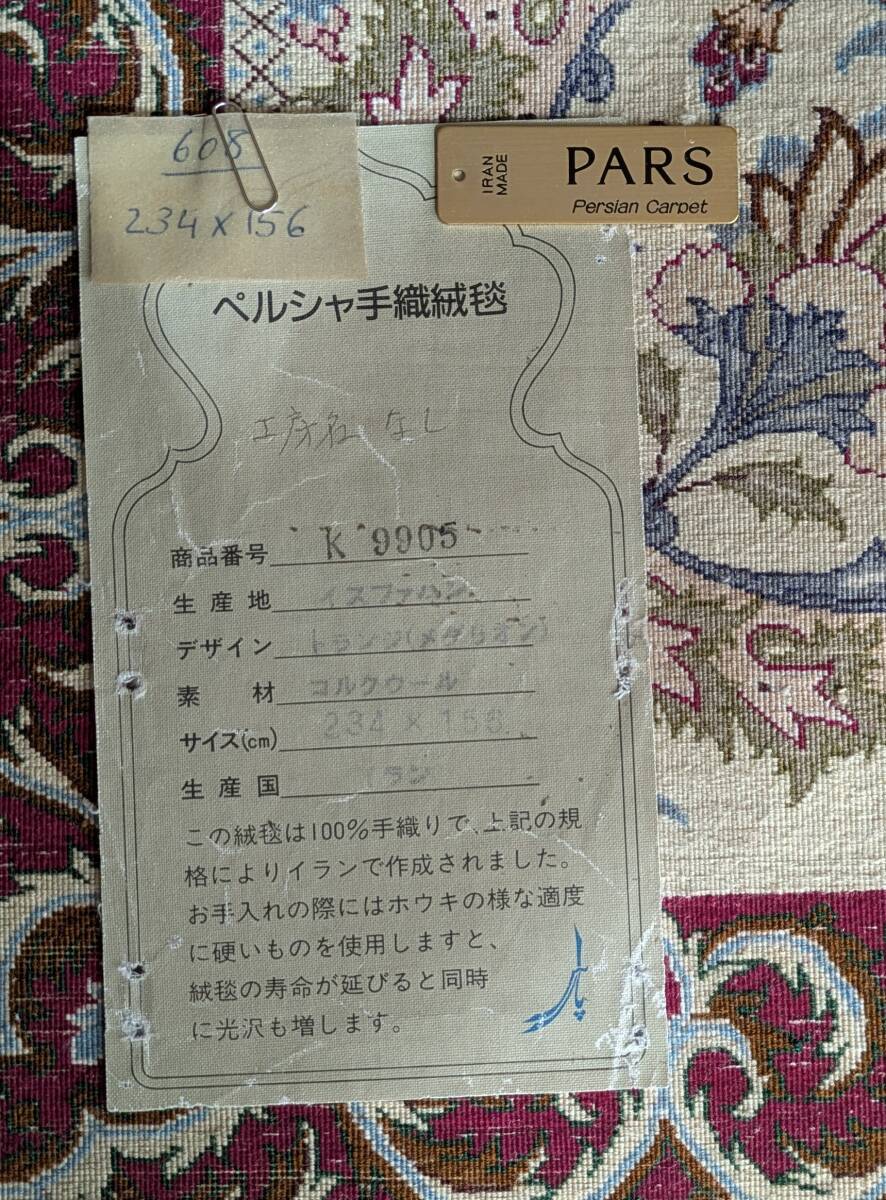 608
234 x 156
IRAN
MADE
PARS
Persian Carpet
ペルシャ手織絨毯
工房名 なし
商品番号 K 9905
生産地 イスファハン
デザイン トランジ(メダリオン)
素 材 コルクウール
サイズ(cm) 234 × 156
生産国 イラン
この絨毯は100%手織りで、上記の規
格によりイランで作成されました。
お手入れの際にはホウキの様な適度
に硬いものを使用しますと、
絨毯の寿命が延びると同時
に光沢も増します。
پارس